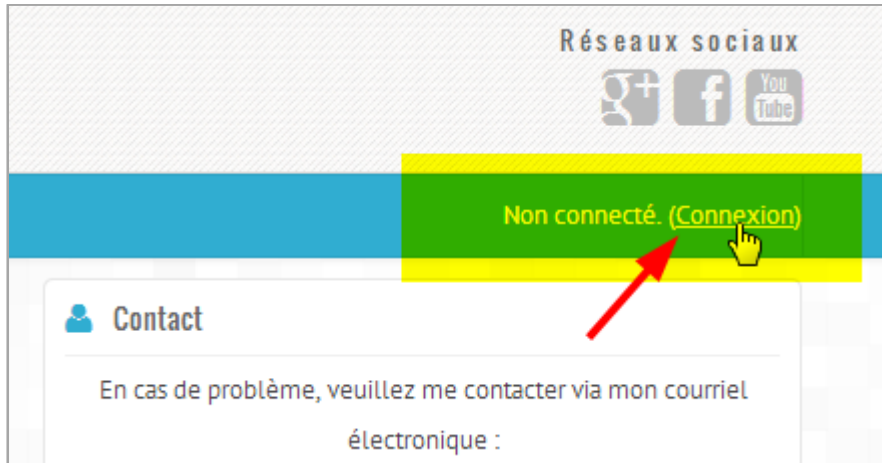 Réseaux sociaux
g+ f You Tube
Non connecté. (Connexion)
Contact
En cas de problème, veuillez me contacter via mon courriel
électronique :